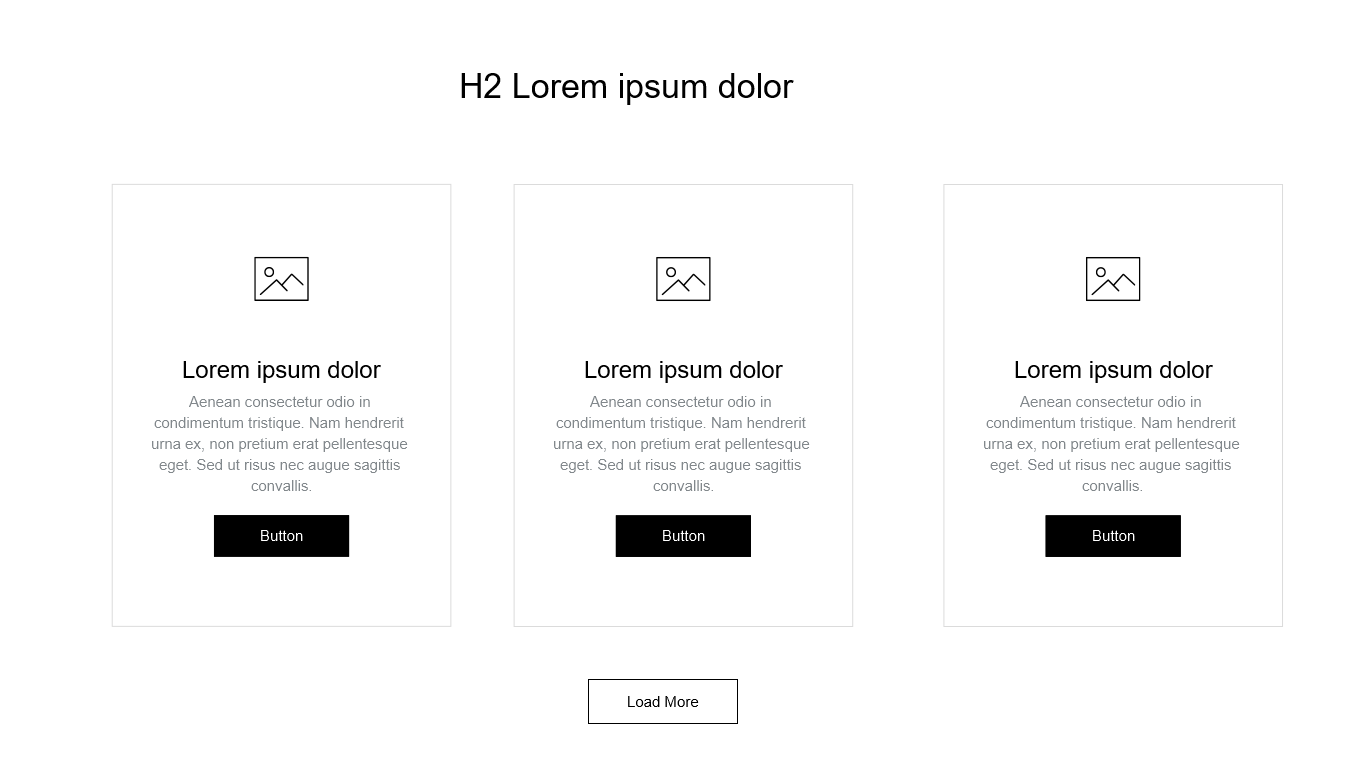 H2 Lorem ipsum dolor
Lorem ipsum dolor
Aenean consectetur odio in
condimentum tristique. Nam hendrerit
urna ex, non pretium erat pellentesque
eget. Sed ut risus nec augue sagittis
convallis.
Button
Lorem ipsum dolor
Aenean consectetur odio in
condimentum tristique. Nam hendrerit
urna ex, non pretium erat pellentesque
eget. Sed ut risus nec augue sagittis
convallis.
Button
Lorem ipsum dolor
Aenean consectetur odio in
condimentum tristique. Nam hendrerit
urna ex, non pretium erat pellentesque
eget. Sed ut risus nec augue sagittis
convallis.
Button
Load More